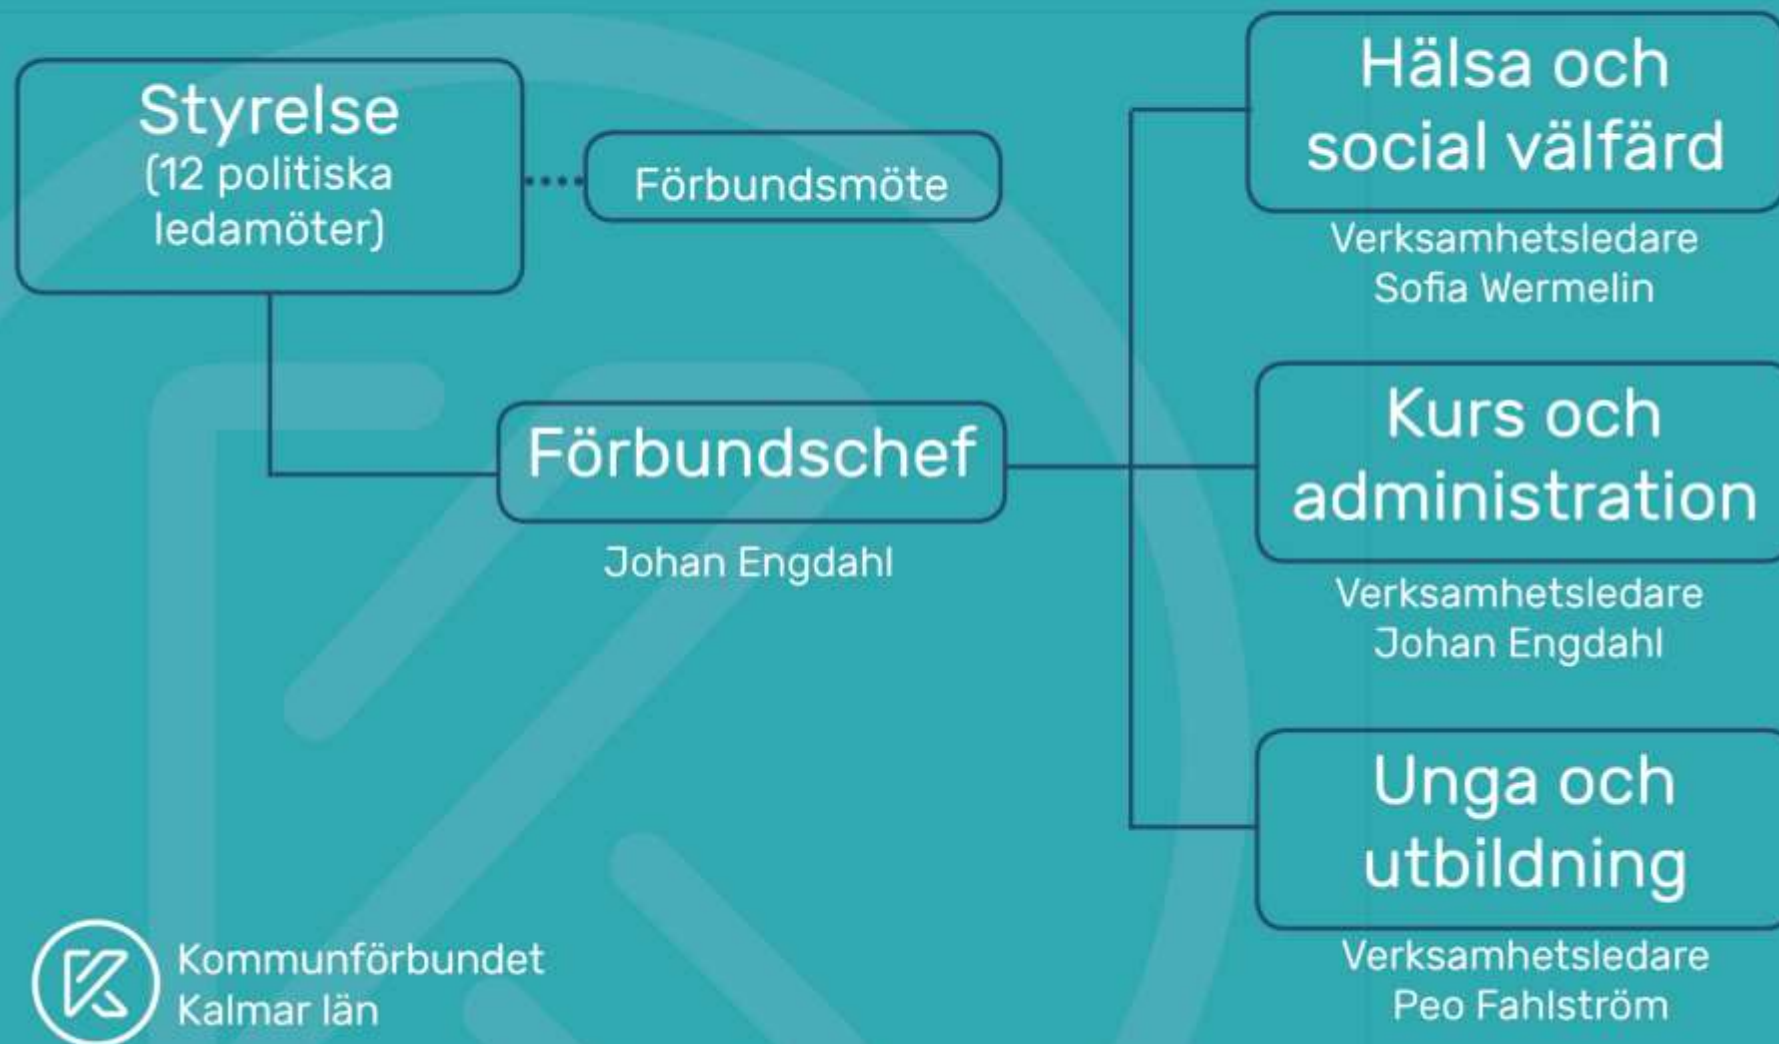 Styrelse
(12 politiska
ledamöter)
Förbundsmöte
Förbundschef
Johan Engdahl
Hälsa och
social välfärd
Verksamhetsledare
Sofia Wermelin
Kurs och
administration
Verksamhetsledare
Johan Engdahl
Unga och
utbildning
Verksamhetsledare
Peo Fahlström
Kommunförbundet
Kalmar län